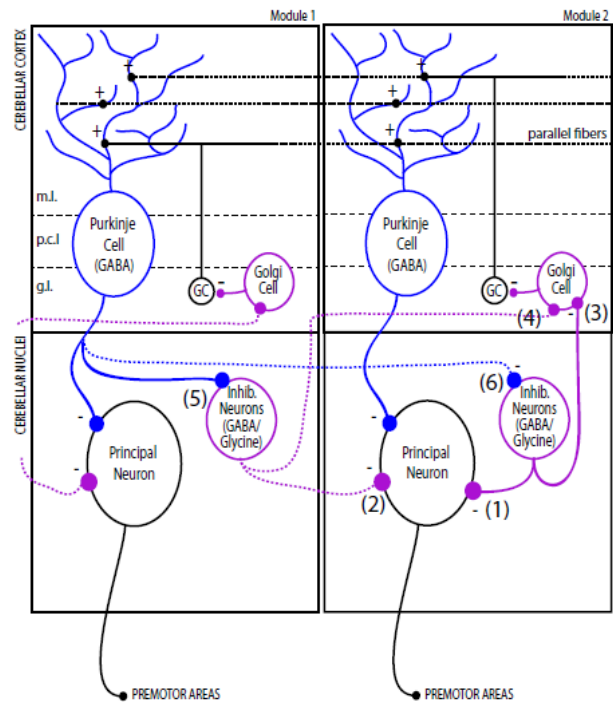 Module 1
Module 2
CEREBELLAR CORTEX
+
+
+
+
+
+
parallel fibers
m.l.
p.c.l
g.l.
Purkinje
Cell
(GABA)
GC
-
Golgi
Cell
Purkinje
Cell
(GABA)
GC
-
Golgi
Cell
(4)
-
(3)
CEREBELLAR NUCLEI
(5)
Inhib.
Neurons
(GABA/
Glycine)
-
(6)
Inhib.
Neurons
(GABA/
Glycine)
-
Principal
Neuron
-
-
Principal
Neuron
-
(2)
- (1)
PREMOTOR AREAS
PREMOTOR AREAS